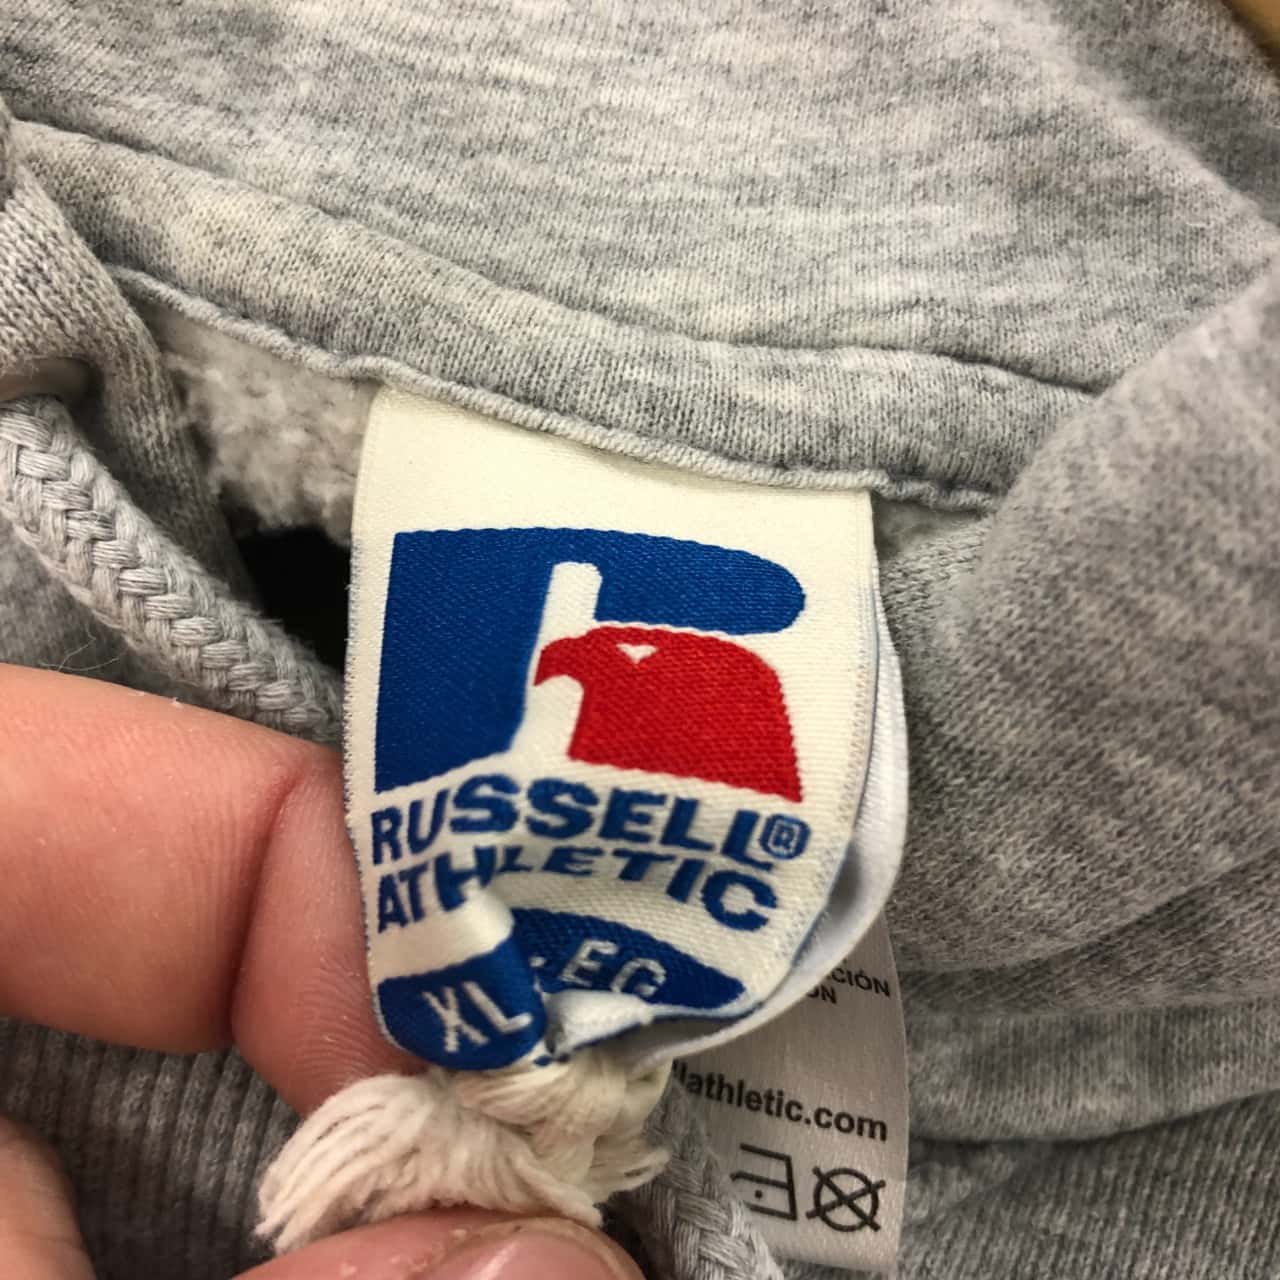 RUSSELL®
ATHLETIC
XL - EG
CIÓN
ON
llathletic.com